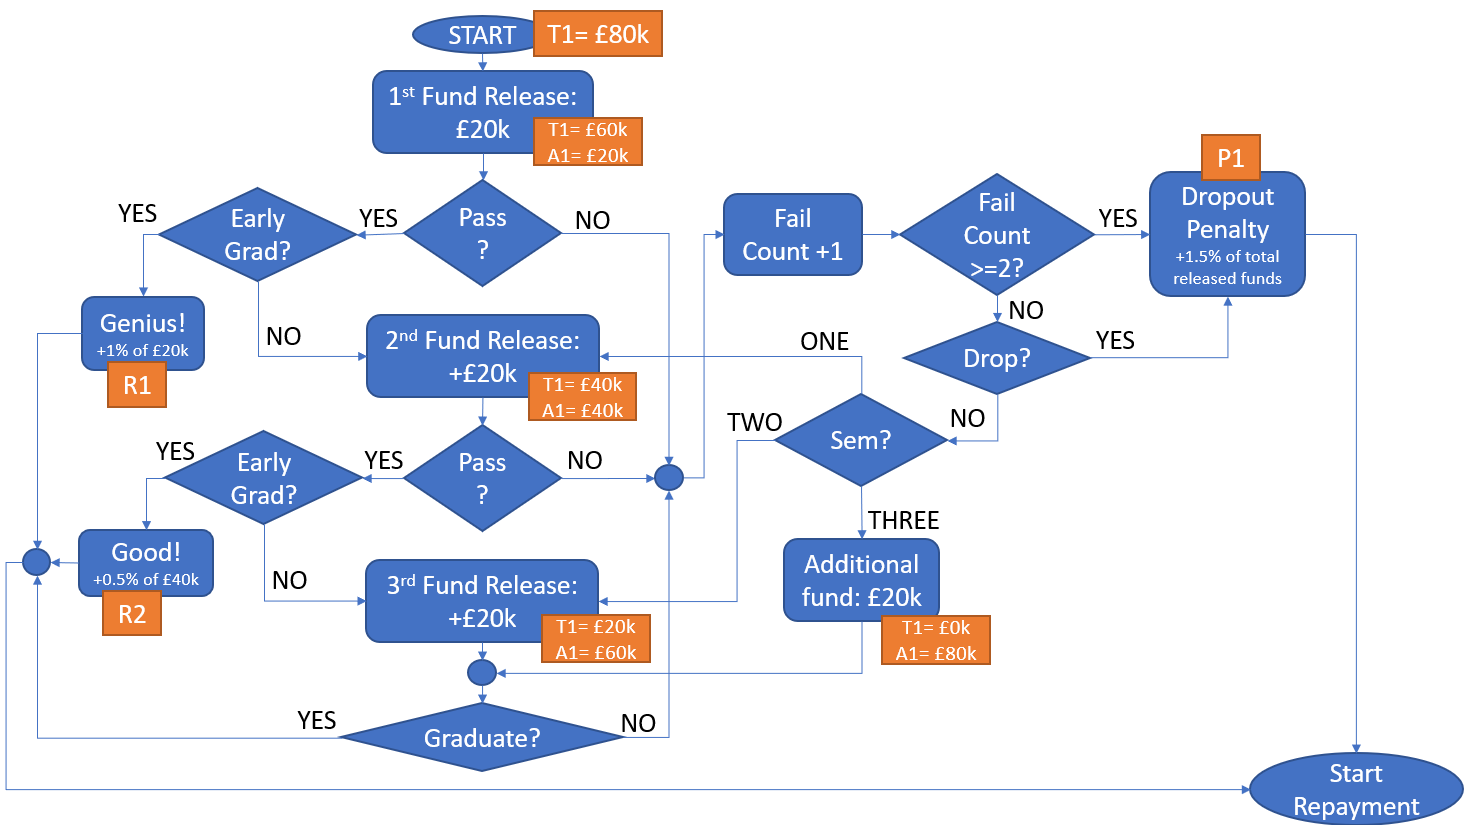 START
T1= £80k
1st Fund Release:
£20k
T1= £60k
A1= £20k
Pass
?
YES
NO
Early
Grad?
YES
NO
Genius!
+1% of £20k
R1
2nd Fund Release:
+£20k
T1= £40k
A1= £40k
Pass
?
YES
NO
Early
Grad?
YES
NO
Good!
+0.5% of £40k
R2
3rd Fund Release:
+£20k
T1= £20k
A1= £60k
Graduate?
YES
NO
Fail
Count +1
Fail
Count
>=2?
YES
NO
P1
Dropout
Penalty
+1.5% of total
released funds
Drop?
YES
NO
Sem?
ONE
TWO
THREE
Additional
fund: £20k
T1= £0k
A1= £80k
Start
Repayment